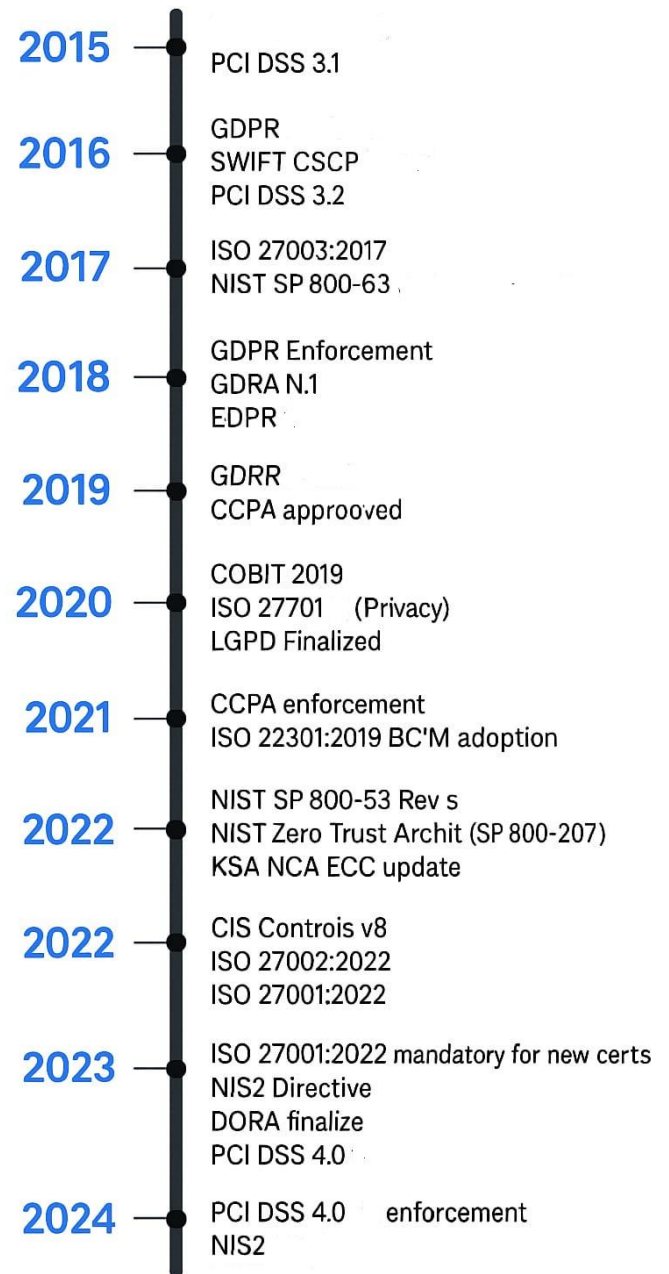 2015
PCI DSS 3.1
2016
GDPR
SWIFT CSCP
PCI DSS 3.2
2017
ISO 27003:2017
NIST SP 800-63
2018
GDPR Enforcement
GDRA N.1
EDPR
2019
GDRR
CCPA approoved
2020
COBIT 2019
ISO 27701 (Privacy)
LGPD Finalized
2021
CCPA enforcement
ISO 22301:2019 BC'M adoption
2022
NIST SP 800-53 Rev s
NIST Zero Trust Archit (SP 800-207)
KSA NCA ECC update
2022
CIS Controis v8
ISO 27002:2022
ISO 27001:2022
2023
ISO 27001:2022 mandatory for new certs
NIS2 Directive
DORA finalize
PCI DSS 4.0
2024
PCI DSS 4.0 enforcement
NIS2